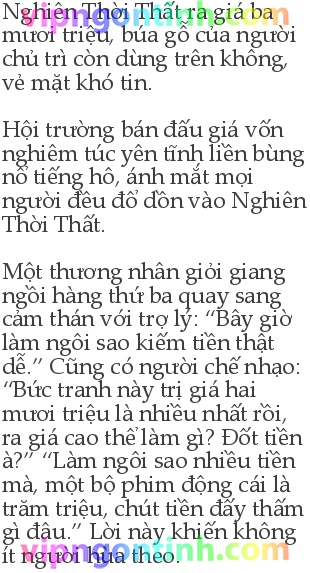 vipngontinh.com
Nghiên Thời Thất ra giá ba
mươi triệu, búa gỗ của người
chủ trì còn dùng trên không,
vẻ mặt khó tin.
Hội trường bán đấu giá vốn
nghiêm túc yên tĩnh liền bùng
nổ tiếng hô, ánh mắt mọi
người đều đổ dồn vào Nghiên
Thời Thất.
Một thương nhân giỏi giang
ngồi hàng thứ ba quay sang
cảm thán với trợ lý: “Bây giờ
làm ngôi sao kiếm tiền thật
dễ.” Cũng có người chế nhạo:
“Bức tranh này trị giá hai
mươi triệu là nhiều nhất rồi,
ra giá cao thế làm gì? Đốt tiền
à?” “Làm ngôi sao nhiều tiền
mà, một bộ phim động cái là
trăm triệu, chút tiền đấy thấm
gì đâu.” Lời này khiến không
ít người hùa theo.
vipngontinh.com